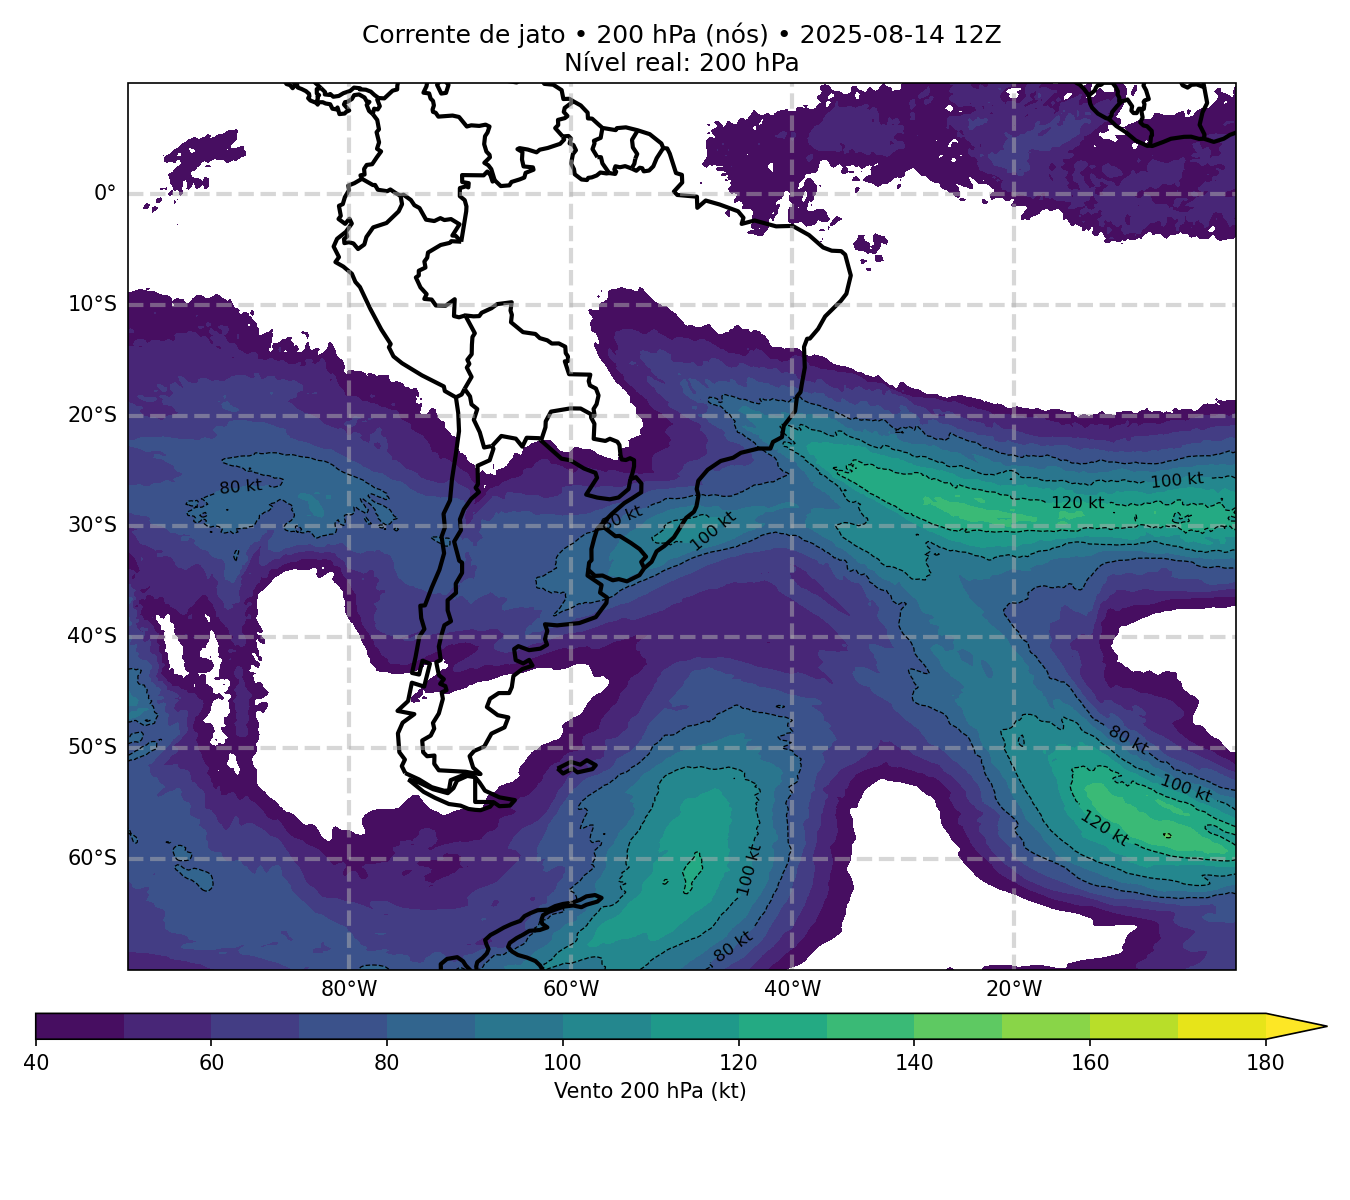 Corrente de jato • 200 hPa (nós) • 2025-08-14 12Z
Nível real: 200 hPa
0°
10°S
20°S
30°S
40°S
50°S
60°S
80 kt
100 kt
120 kt
100 kt
80 kt
100 kt
120 kt
100 kt
80 kt
80°W
60°W
40°W
20°W
40
60
80
100
120
140
160
180
Vento 200 hPa (kt)